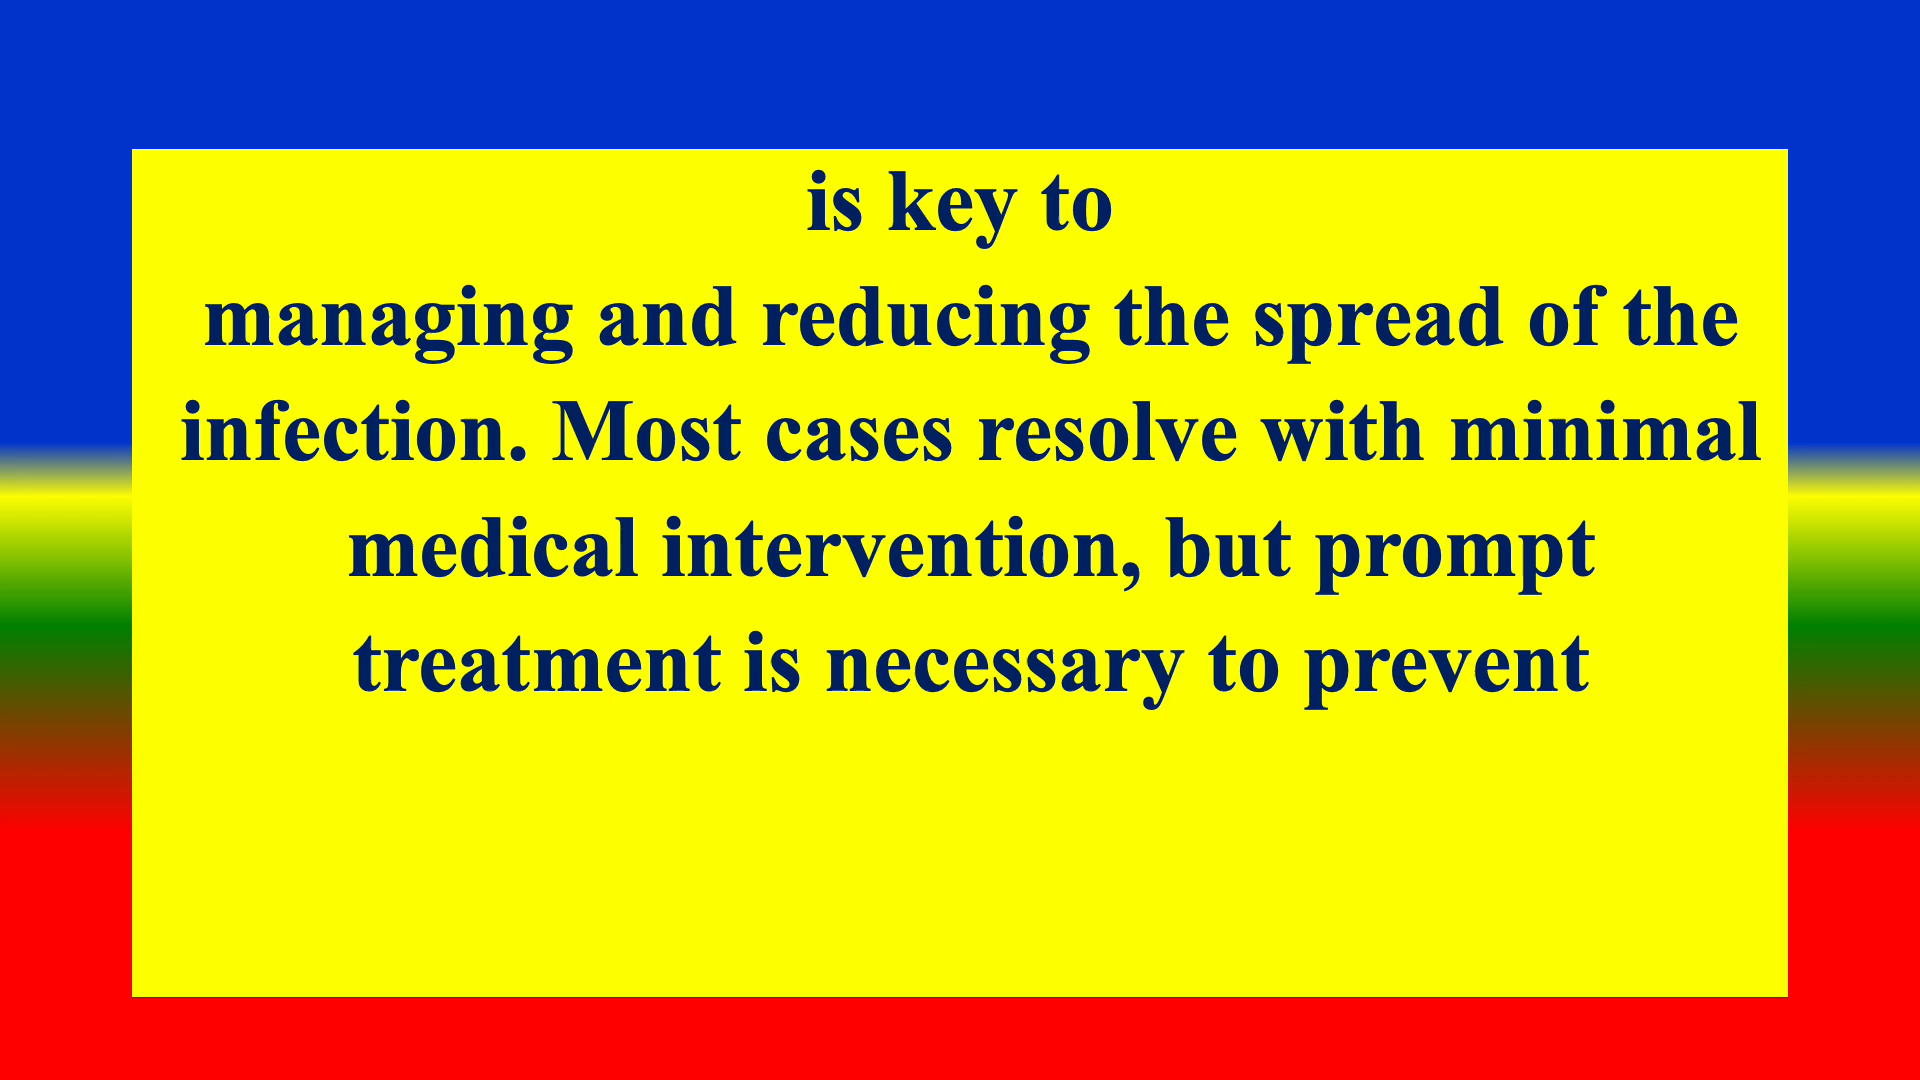 is key to
managing and reducing the spread of the
infection. Most cases resolve with minimal
medical intervention, but prompt
treatment is necessary to prevent